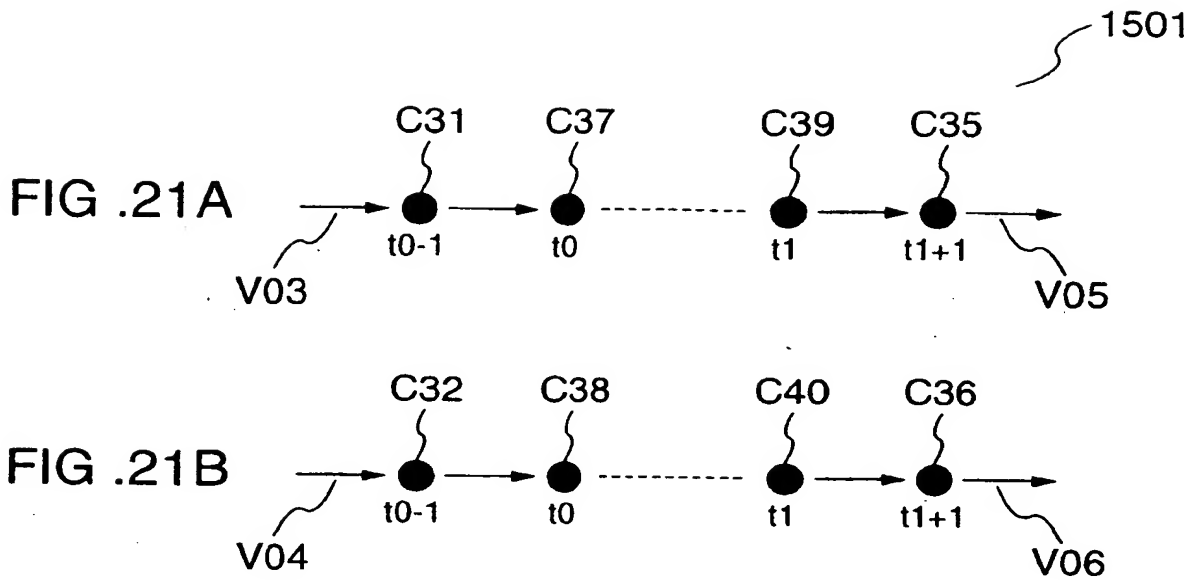 1501
C31 C37 C39 C35
FIG .21A
t0-1 t0 t1 t1+1
V03 V05
C32 C38 C40 C36
FIG .21B
t0-1 t0 t1 t1+1
V04 V06